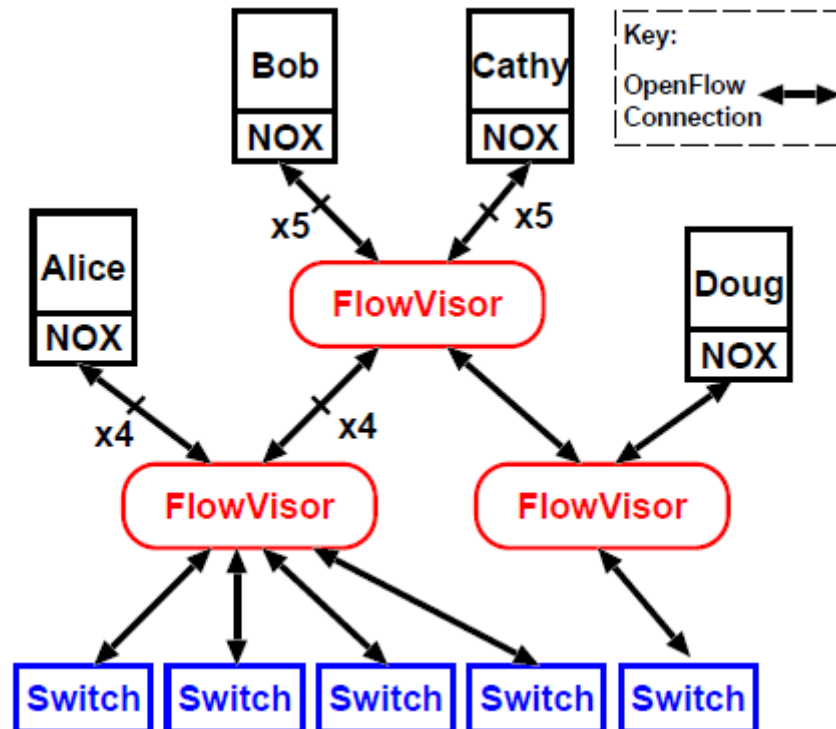 Bob
NOX
Cathy
NOX
Key:
OpenFlow
Connection
x5
x5
Alice
NOX
FlowVisor
Doug
NOX
x4
x4
FlowVisor
FlowVisor
Switch
Switch
Switch
Switch
Switch